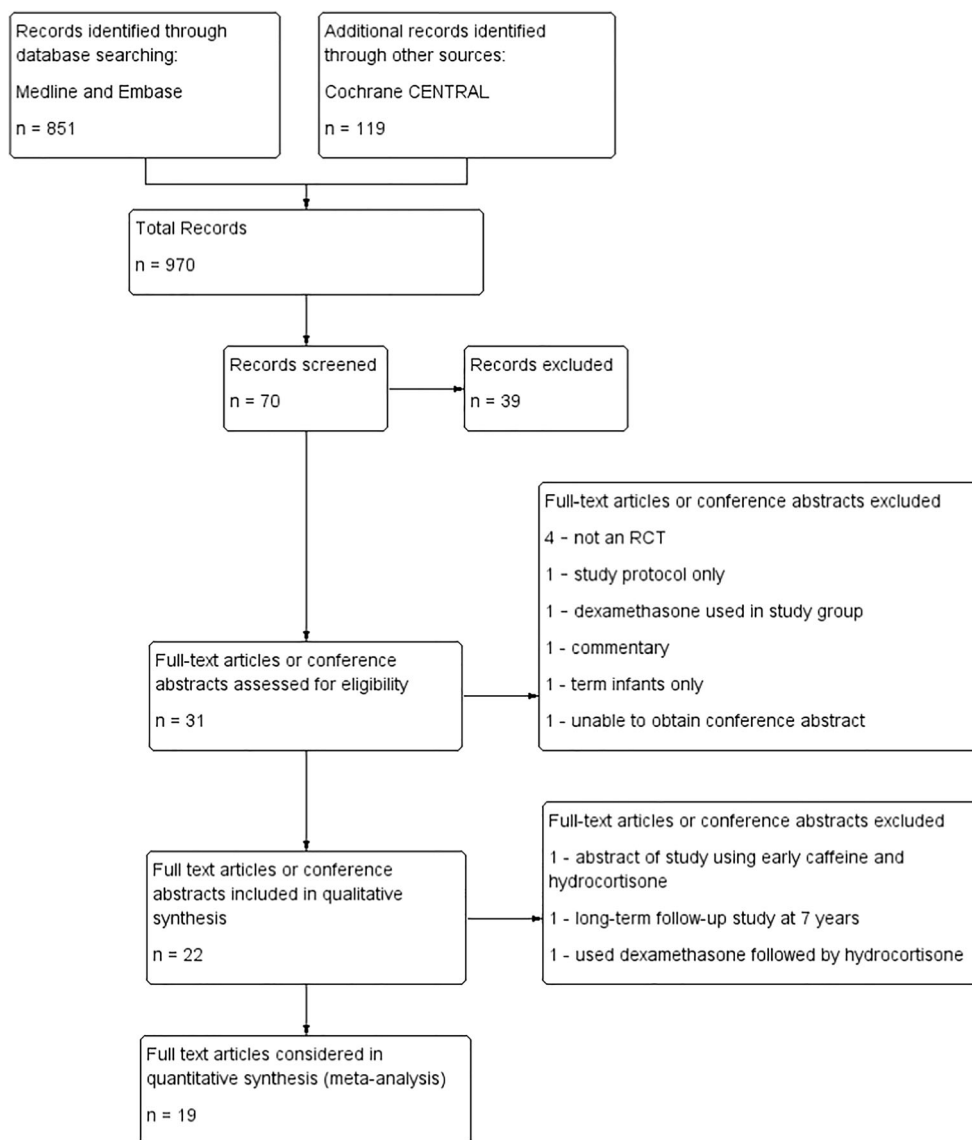 Records identified through
database searching:
Medline and Embase
n = 851
Additional records identified
through other sources:
Cochrane CENTRAL
n = 119
Total Records
n = 970
Records screened
n = 70
Records excluded
n = 39
Full-text articles or conference
abstracts assessed for eligibility
n = 31
Full-text articles or conference abstracts excluded
4 - not an RCT
1 - study protocol only
1 - dexamethasone used in study group
1 - commentary
1 - term infants only
1 - unable to obtain conference abstract
Full text articles or conference
abstracts included in qualitative
synthesis
n = 22
Full-text articles or conference abstracts excluded
1 - abstract of study using early caffeine and
hydrocortisone
1 - long-term follow-up study at 7 years
1 - used dexamethasone followed by hydrocortisone
Full text articles considered in
quantitative synthesis (meta-analysis)
n = 19